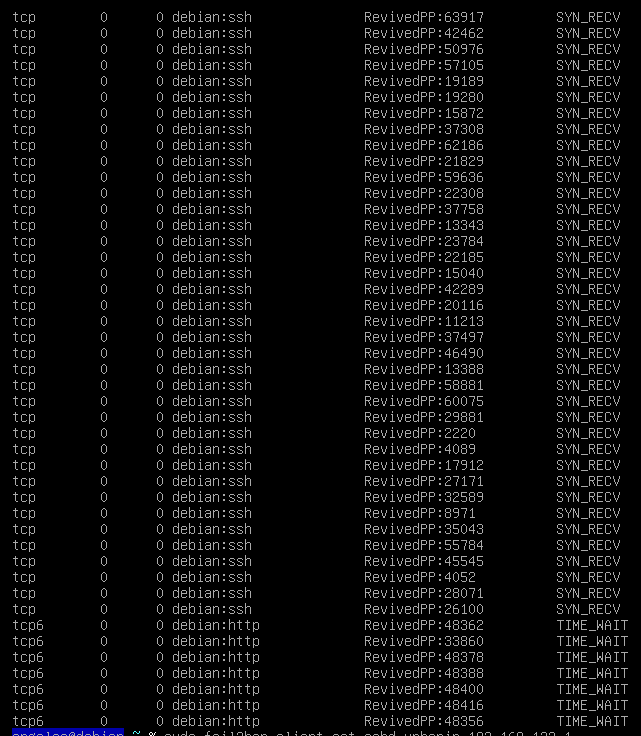 tcp 0 0 debian:ssh RevivedPP:63917 SYN_RECV
tcp 0 0 debian:ssh RevivedPP:42462 SYN_RECV
tcp 0 0 debian:ssh RevivedPP:50976 SYN_RECV
tcp 0 0 debian:ssh RevivedPP:57105 SYN_RECV
tcp 0 0 debian:ssh RevivedPP:19189 SYN_RECV
tcp 0 0 debian:ssh RevivedPP:19280 SYN_RECV
tcp 0 0 debian:ssh RevivedPP:15872 SYN_RECV
tcp 0 0 debian:ssh RevivedPP:37308 SYN_RECV
tcp 0 0 debian:ssh RevivedPP:62186 SYN_RECV
tcp 0 0 debian:ssh RevivedPP:21829 SYN_RECV
tcp 0 0 debian:ssh RevivedPP:59636 SYN_RECV
tcp 0 0 debian:ssh RevivedPP:22308 SYN_RECV
tcp 0 0 debian:ssh RevivedPP:37758 SYN_RECV
tcp 0 0 debian:ssh RevivedPP:13343 SYN_RECV
tcp 0 0 debian:ssh RevivedPP:23784 SYN_RECV
tcp 0 0 debian:ssh RevivedPP:22185 SYN_RECV
tcp 0 0 debian:ssh RevivedPP:15040 SYN_RECV
tcp 0 0 debian:ssh RevivedPP:42289 SYN_RECV
tcp 0 0 debian:ssh RevivedPP:20116 SYN_RECV
tcp 0 0 debian:ssh RevivedPP:11213 SYN_RECV
tcp 0 0 debian:ssh RevivedPP:37497 SYN_RECV
tcp 0 0 debian:ssh RevivedPP:46490 SYN_RECV
tcp 0 0 debian:ssh RevivedPP:13388 SYN_RECV
tcp 0 0 debian:ssh RevivedPP:58881 SYN_RECV
tcp 0 0 debian:ssh RevivedPP:60075 SYN_RECV
tcp 0 0 debian:ssh RevivedPP:29881 SYN_RECV
tcp 0 0 debian:ssh RevivedPP:2220 SYN_RECV
tcp 0 0 debian:ssh RevivedPP:4089 SYN_RECV
tcp 0 0 debian:ssh RevivedPP:17912 SYN_RECV
tcp 0 0 debian:ssh RevivedPP:27171 SYN_RECV
tcp 0 0 debian:ssh RevivedPP:32589 SYN_RECV
tcp 0 0 debian:ssh RevivedPP:8971 SYN_RECV
tcp 0 0 debian:ssh RevivedPP:35043 SYN_RECV
tcp 0 0 debian:ssh RevivedPP:55784 SYN_RECV
tcp 0 0 debian:ssh RevivedPP:45545 SYN_RECV
tcp 0 0 debian:ssh RevivedPP:4052 SYN_RECV
tcp 0 0 debian:ssh RevivedPP:28071 SYN_RECV
tcp 0 0 debian:ssh RevivedPP:26100 SYN_RECV
tcp6 0 0 debian:http RevivedPP:48362 TIME_WAIT
tcp6 0 0 debian:http RevivedPP:33860 TIME_WAIT
tcp6 0 0 debian:http RevivedPP:48378 TIME_WAIT
tcp6 0 0 debian:http RevivedPP:48388 TIME_WAIT
tcp6 0 0 debian:http RevivedPP:48400 TIME_WAIT
tcp6 0 0 debian:http RevivedPP:48416 TIME_WAIT
tcp6 0 0 debian:http RevivedPP:48356 TIME_WAIT